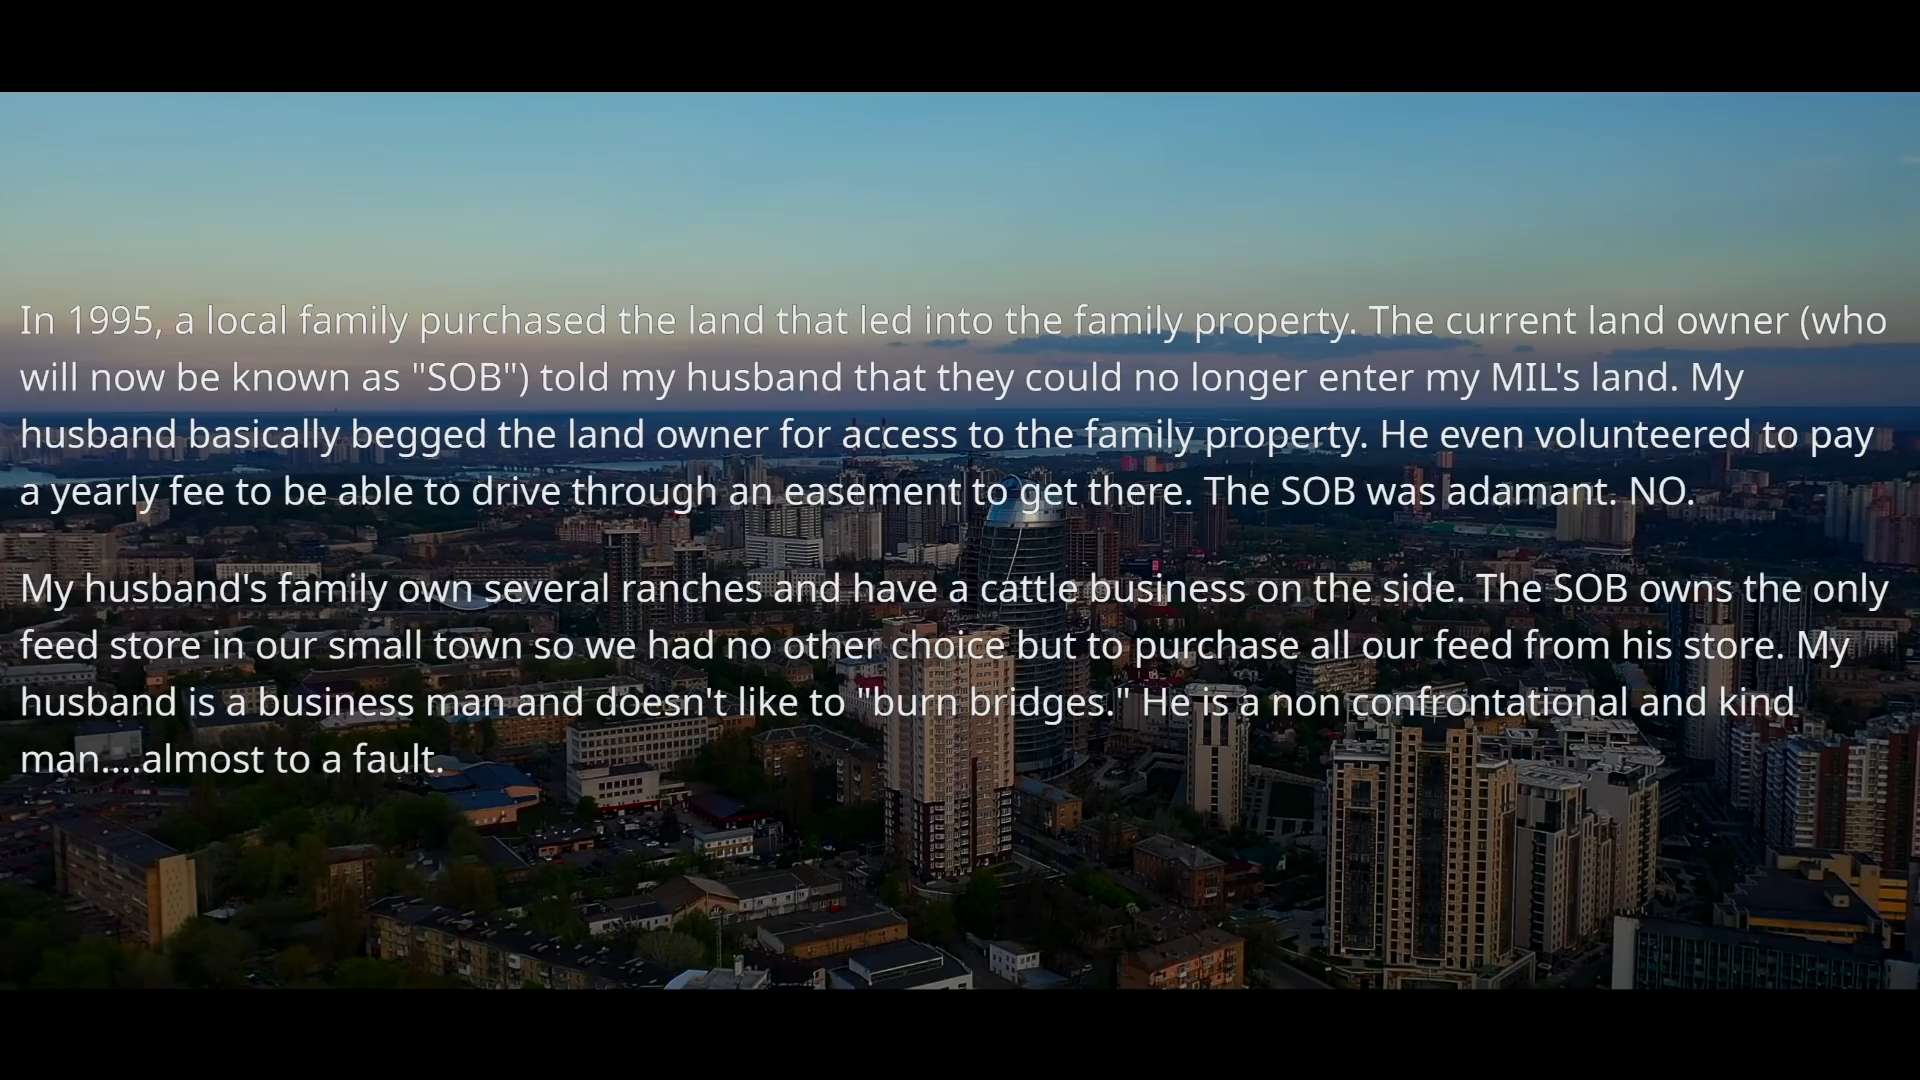 In 1995, a local family purchased the land that led into the family property. The current land owner (who
will now be known as "SOB") told my husband that they could no longer enter my MIL's land. My
husband basically begged the land owner for access to the family property. He even volunteered to pay
a yearly fee to be able to drive through an easement to get there. The SOB was adamant. NO.
My husband's family own several ranches and have a cattle business on the side. The SOB owns the only
feed store in our small town so we had no other choice but to purchase all our feed from his store. My
husband is a business man and doesn't like to "burn bridges." He is a non confrontational and kind
man....almost to a fault.